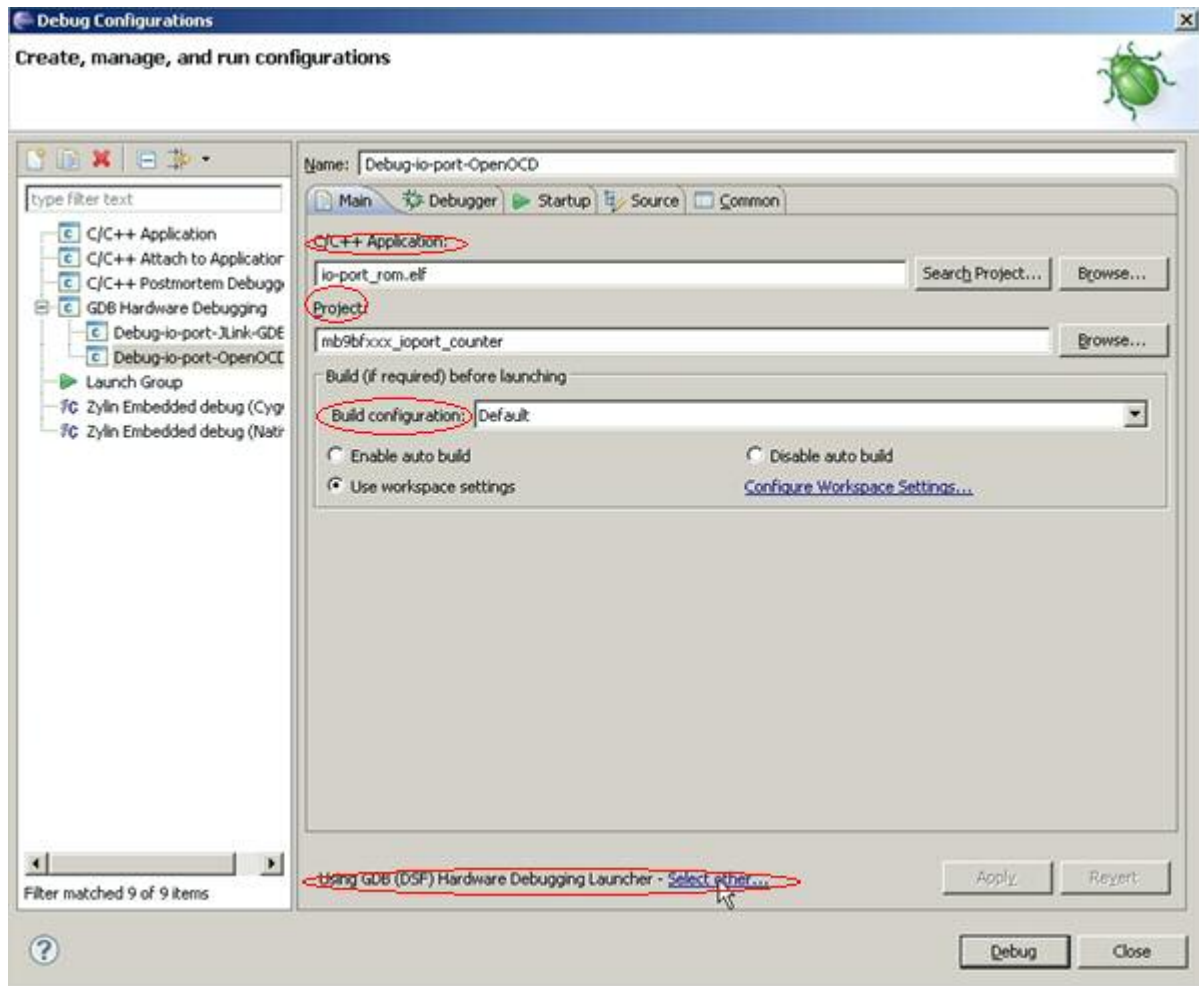 Debug Configurations
Create, manage, and run configurations
type filter text
C/C++ Application
C/C++ Attach to Application
C/C++ Postmortem Debugg
GDB Hardware Debugging
Debug-io-port-JLink-GDB
Debug-io-port-OpenOCD
Launch Group
Zylin Embedded debug (Cyg
Zylin Embedded debug (Nativ
Filter matched 9 of 9 items
Name: Debug-io-port-OpenOCD
Main Debugger Startup Source Common
C/C++ Application:
io-port_rom.elf Search Project... Browse...
Project:
mb9bfxxx_ioport_counter Browse...
Build (if required) before launching
Build configuration: Default
Enable auto build Disable auto build
Use workspace settings Configure Workspace Settings...
Using GDB (DSF) Hardware Debugging Launcher - Select other... Apply Revert
Debug Close